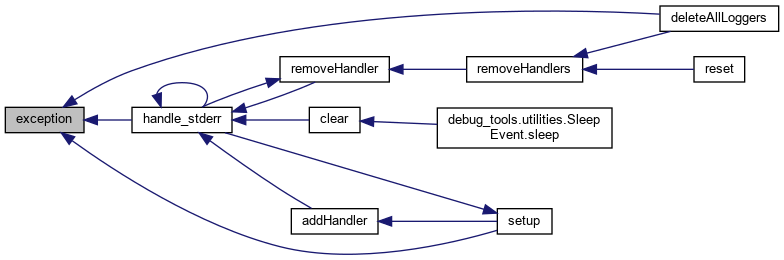 deleteAllLoggers
removeHandler
removeHandlers
reset
exception
handle_stderr
clear
debug_tools.utilities.Sleep
Event.sleep
addHandler
setup